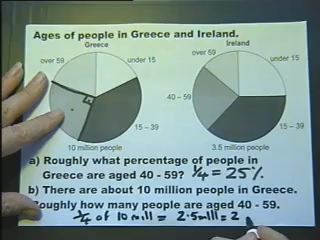 Ages of people in Greece and Ireland.
Greece
Ireland
over 59
under 15
over 59
under 15
40 – 59
15 – 39
15 – 39
10 million people
3.5 million people
a) Roughly what percentage of people in
Greece are aged 40 - 59? ¼ = 25%
b) There are about 10 million people in Greece.
Roughly how many people are aged 40 - 59.
¼ of 10 mill = 2.5mill = 2